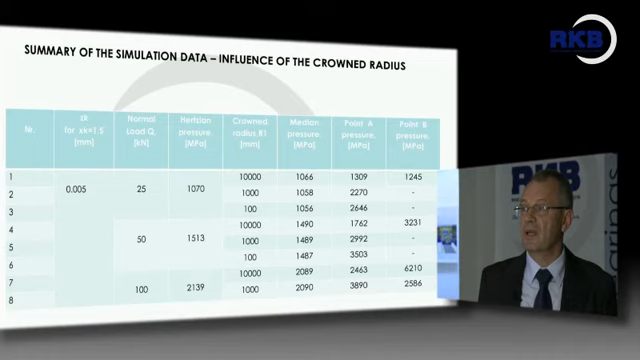 RKB
SUMMARY OF THE SIMULATION DATA – INFLUENCE OF THE CROWNED RADIUS
Nr. zk for xk=1.5 [mm] Normal Load Q, [kN] Hertzian pressure, [MPa] Crowned radius R1 [mm] Median pressure, [MPa] Point A pressure, [MPa] Point B pressure, [MPa]
1 0.005 25 1070 10000 1066 1309 1245
2 1000 1058 2270 -
3 100 1056 2646 -
4 50 1513 10000 1490 1762 3231
5 1000 1489 2992 -
6 100 1487 3503 -
7 100 2139 10000 2089 2463 6210
8 1000 2090 3890 2586
RKB